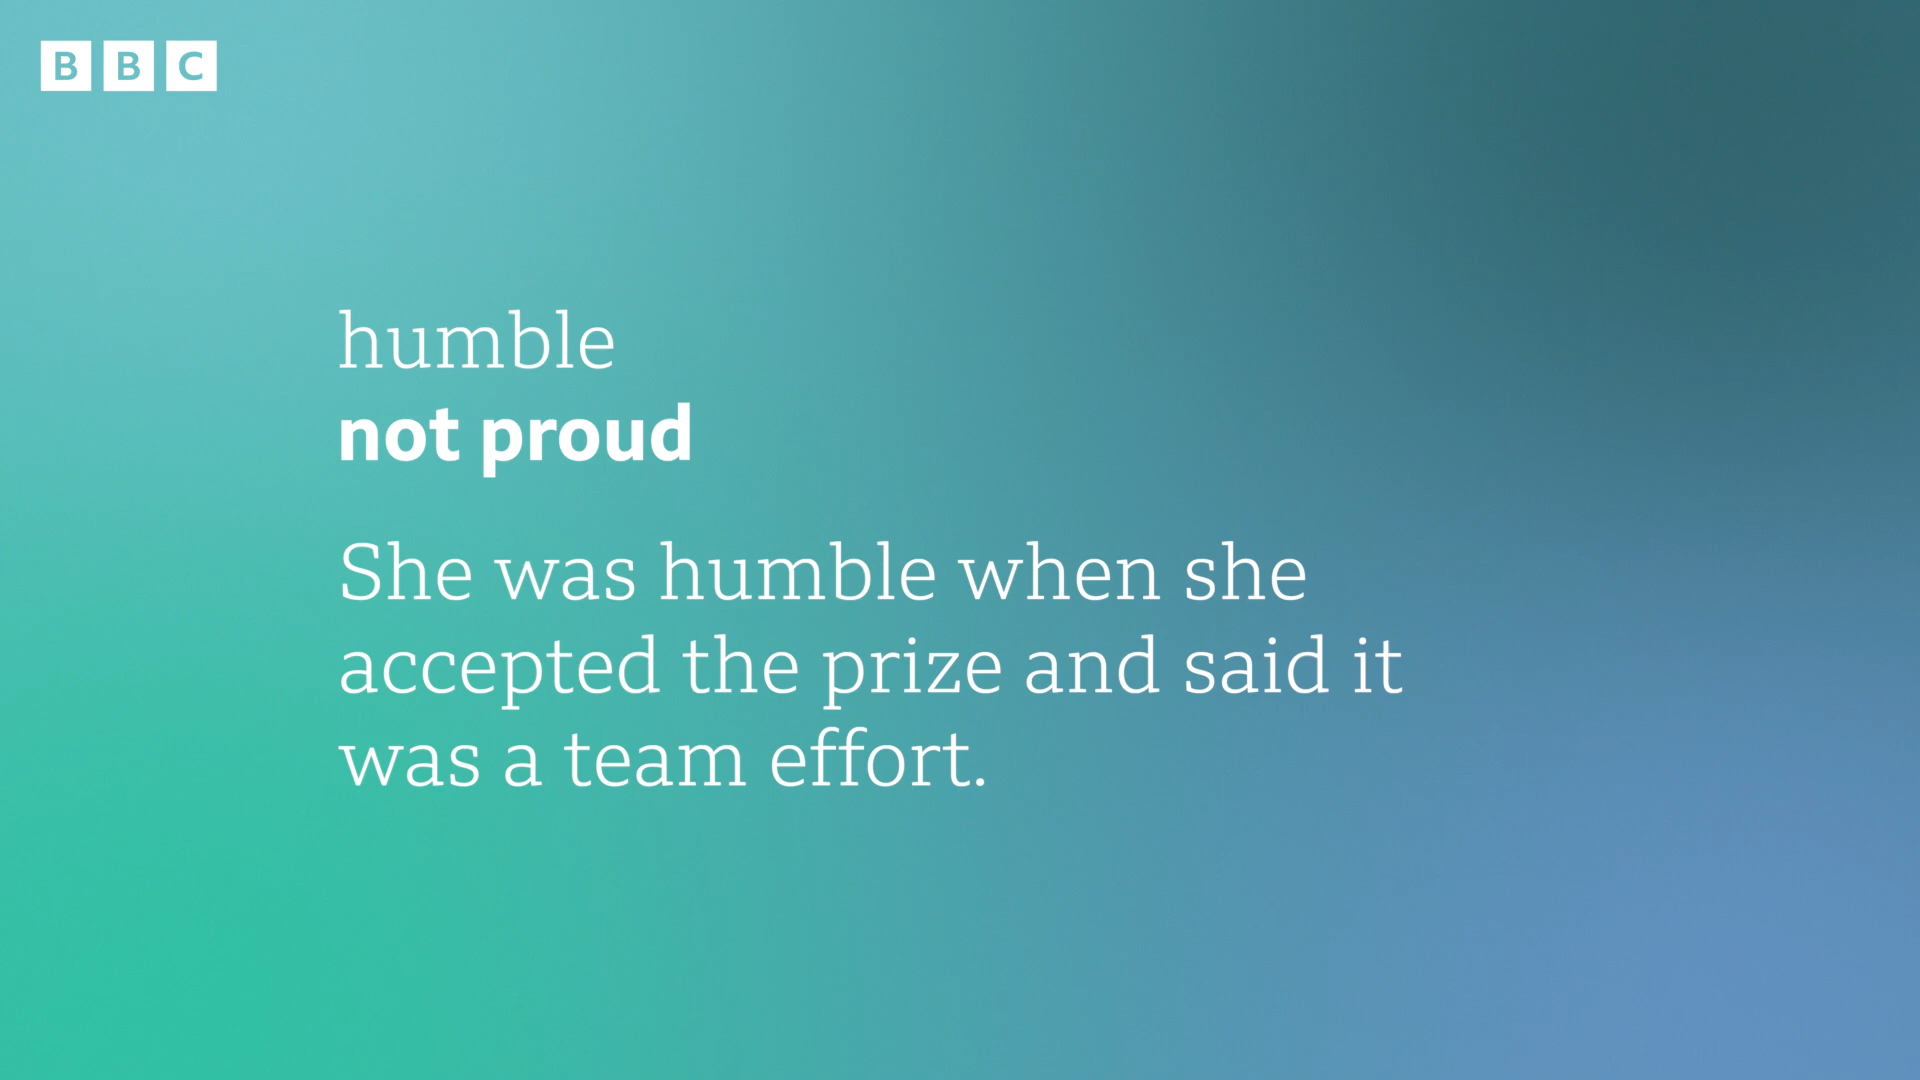 BBC
humble
not proud
She was humble when she
accepted the prize and said it
was a team effort.